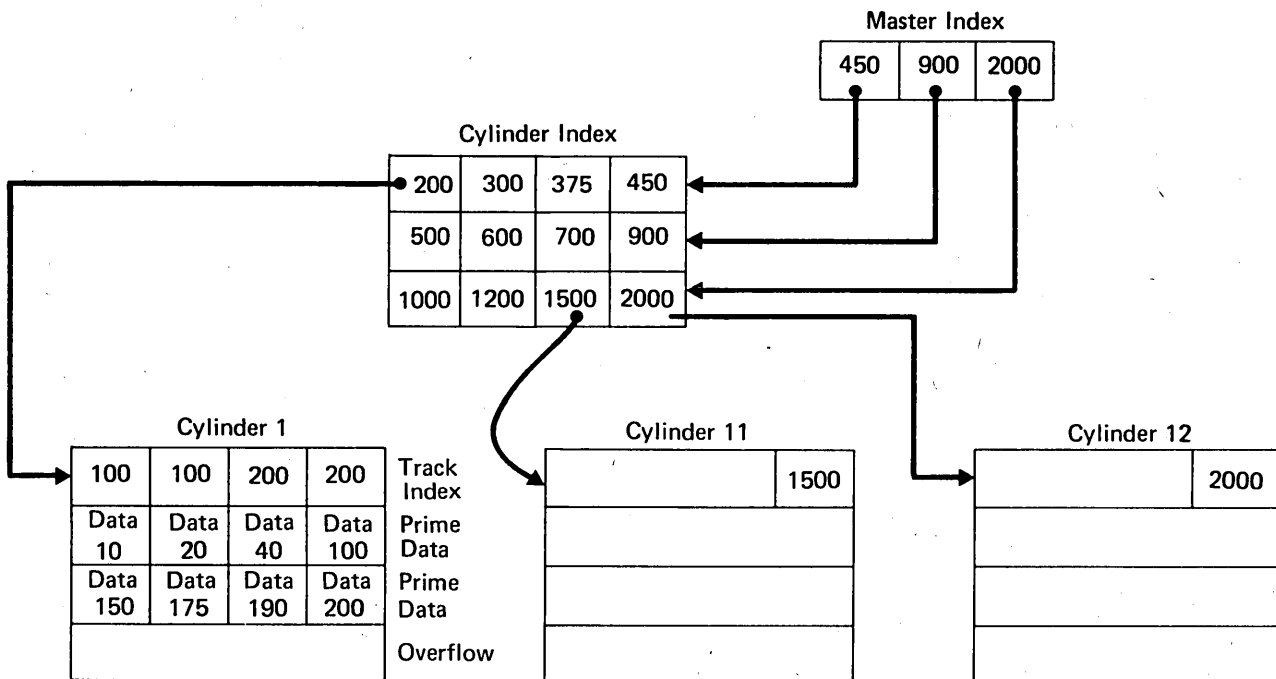 Master Index
450 900 2000
Cylinder Index
200 300 375 450
500 600 700 900
1000 1200 1500 2000
Cylinder 1
100 100 200 200
Track
Index
Data Data Data Data
10 20 40 100
Prime
Data
Data Data Data Data
150 175 190 200
Prime
Data
Overflow
Cylinder 11
1500
Cylinder 12
2000